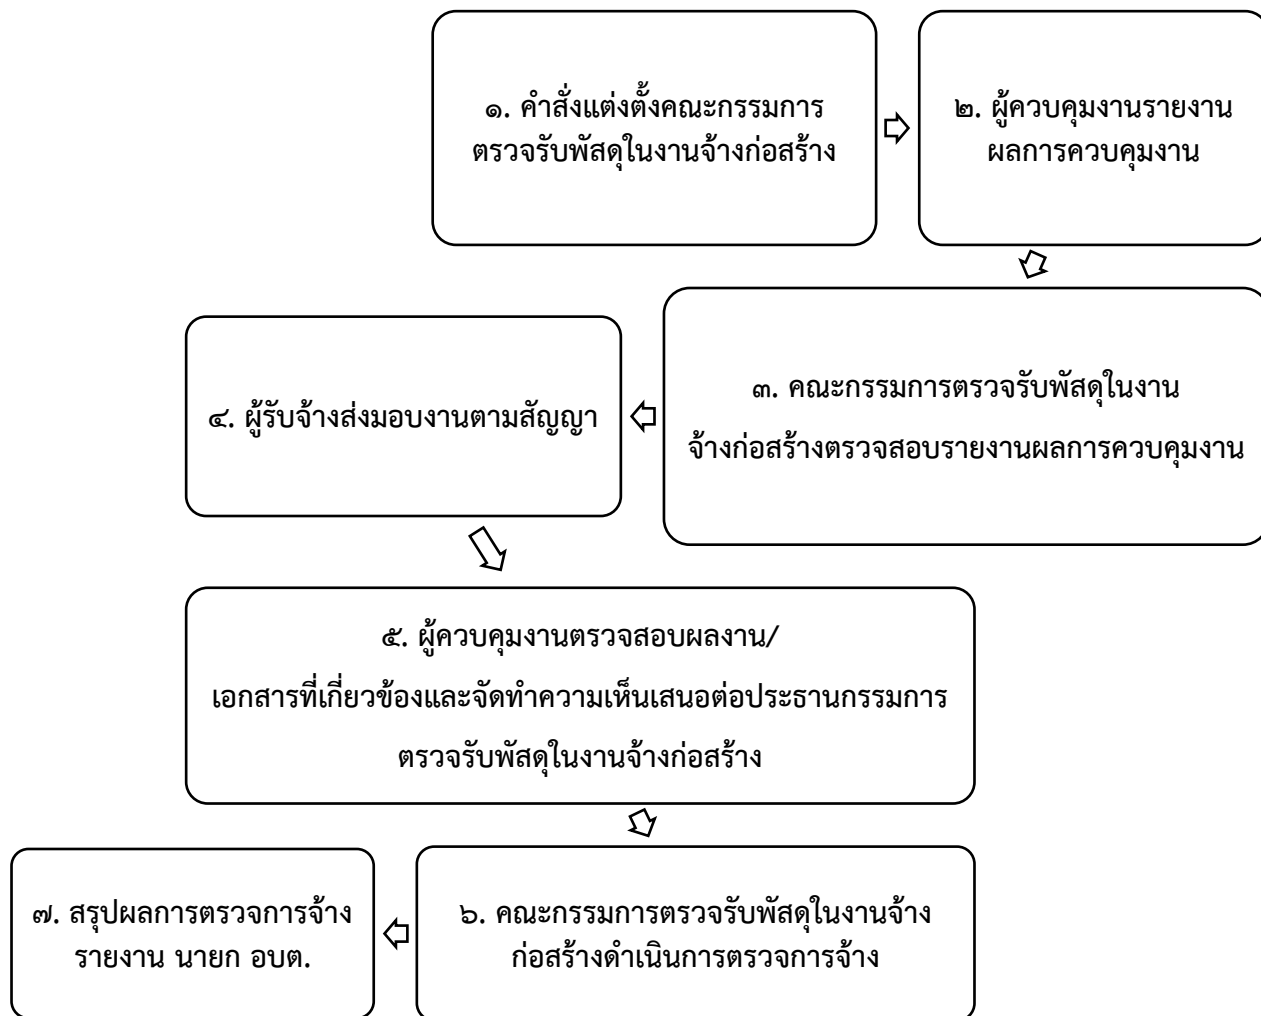 ๑. คำสั่งแต่งตั้งคณะกรรมการ
ตรวจรับพัสดุในงานจ้างก่อสร้าง
๒. ผู้ควบคุมงานรายงาน
ผลการควบคุมงาน
๓. คณะกรรมการตรวจรับพัสดุในงาน
จ้างก่อสร้างตรวจสอบรายงานผลการควบคุมงาน
๔. ผู้รับจ้างส่งมอบงานตามสัญญา
๕. ผู้ควบคุมงานตรวจสอบผลงาน/
เอกสารที่เกี่ยวข้องและจัดทำความเห็นเสนอต่อประธานกรรมการ
ตรวจรับพัสดุในงานจ้างก่อสร้าง
๖. คณะกรรมการตรวจรับพัสดุในงานจ้าง
ก่อสร้างดำเนินการตรวจการจ้าง
๗. สรุปผลการตรวจการจ้าง
รายงาน นายก อบต.